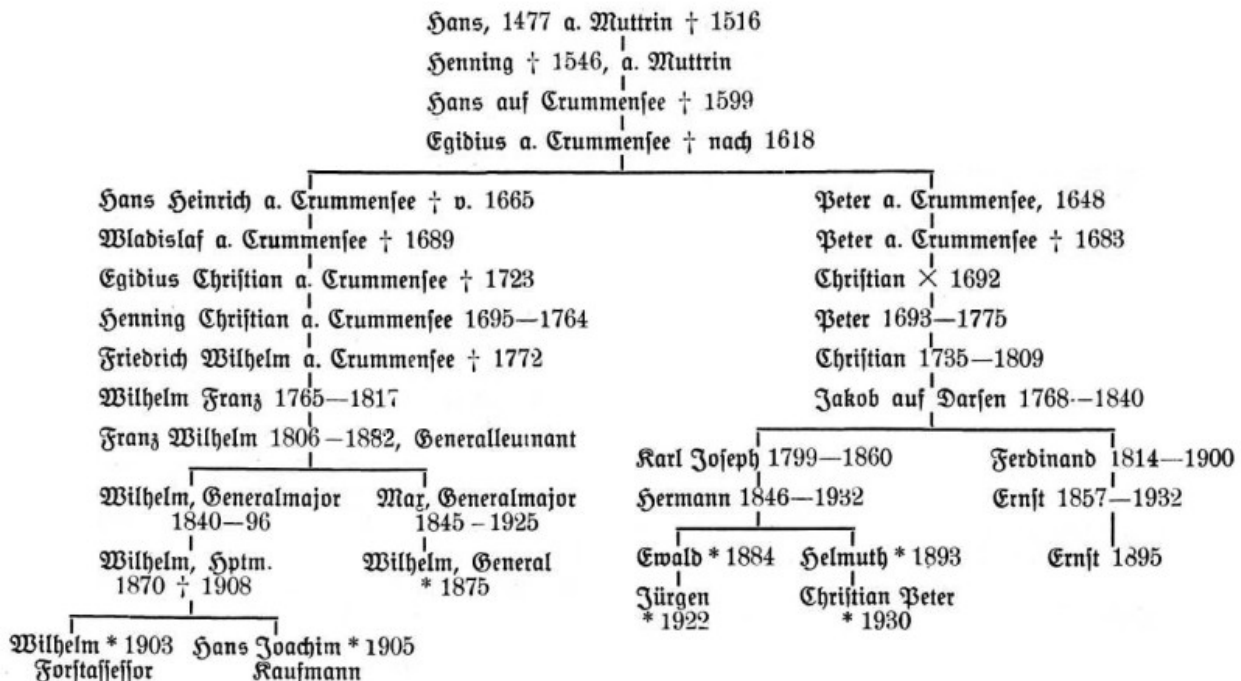 Hans, 1477 a. Muttrin † 1516
Henning † 1546, a. Muttrin
Hans auf Crummensee † 1599
Egidius a. Crummensee † nach 1618
Hans Heinrich a. Crummensee † v. 1665
Wladislaf a. Crummensee † 1689
Egidius Christian a. Crummensee † 1723
Henning Christian a. Crummensee 1695—1764
Friedrich Wilhelm a. Crummensee † 1772
Wilhelm Franz 1765—1817
Franz Wilhelm 1806–1882, Generalleutnant
Wilhelm, Generalmajor
1840—96
Max, Generalmajor
1845–1925
Wilhelm, Hptm.
1870 † 1908
Wilhelm, General
* 1875
Wilhelm * 1903
Forstassessor
Hans Joachim * 1905
Kaufmann
Peter a. Crummensee, 1648
Peter a. Crummensee † 1683
Christian × 1692
Peter 1693—1775
Christian 1735—1809
Jakob auf Darsen 1768–1840
Karl Joseph 1799—1860
Ferdinand 1814—1900
Hermann 1846—1932
Ernst 1857—1932
Ewald * 1884
Helmuth * 1893
Ernst 1895
Jürgen
* 1922
Christian Peter
* 1930